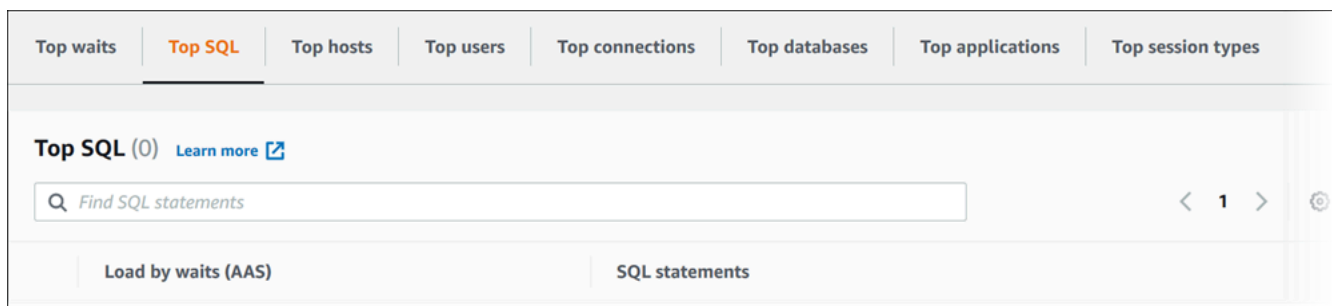 Top waits Top SQL Top hosts Top users Top connections Top databases Top applications Top session types
Top SQL (0) Learn more
Find SQL statements
1
Load by waits (AAS) SQL statements